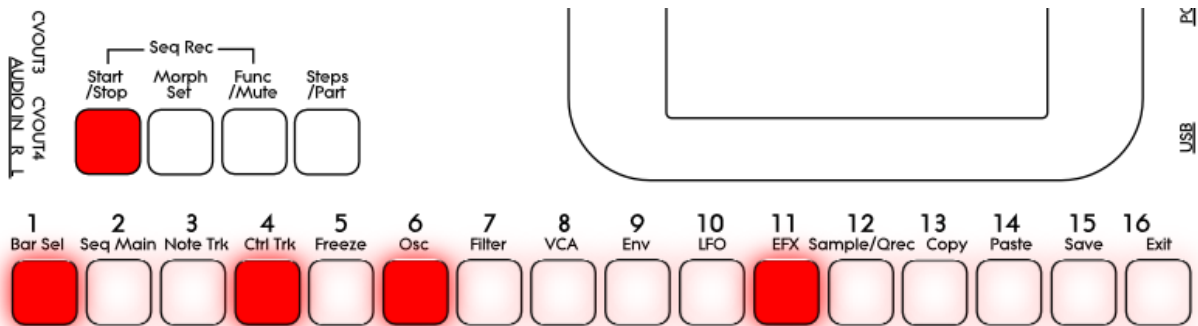 CVOUT3 CVOUT4
AUDIO IN R L
Seq Rec
Start Morph Func Steps
/Stop Set /Mute /Part
USB
1 2 3 4 5 6 7 8 9 10 11 12 13 14 15 16
Bar Sel Seq Main Note Trk Ctrl Trk Freeze Osc Filter VCA Env LFO EFX Sample/Qrec Copy Paste Save Exit